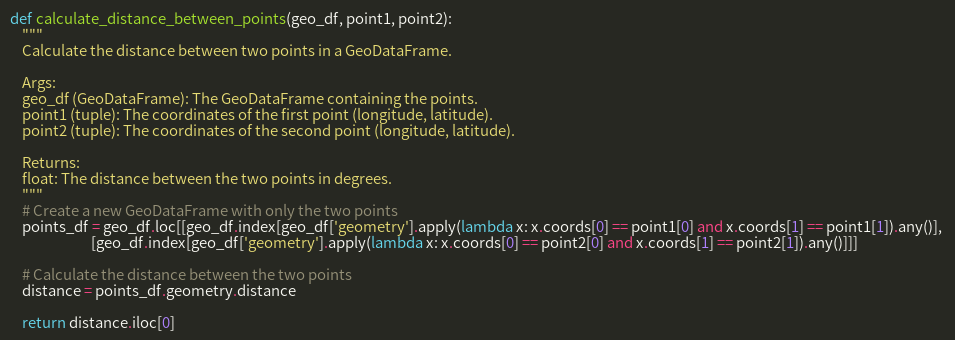 def calculate_distance_between_points(geo_df, point1, point2):
"""
Calculate the distance between two points in a GeoDataFrame.
Args:
geo_df (GeoDataFrame): The GeoDataFrame containing the points.
point1 (tuple): The coordinates of the first point (longitude, latitude).
point2 (tuple): The coordinates of the second point (longitude, latitude).
Returns:
float: The distance between the two points in degrees.
"""
# Create a new GeoDataFrame with only the two points
points_df = geo_df.loc[[geo_df.index[geo_df['geometry'].apply(lambda x: x.coords[0] == point1[0] and x.coords[1] == point1[1]).any()],
[geo_df.index[geo_df['geometry'].apply(lambda x: x.coords[0] == point2[0] and x.coords[1] == point2[1]).any()]]]
# Calculate the distance between the two points
distance = points_df.geometry.distance
return distance.iloc[0]